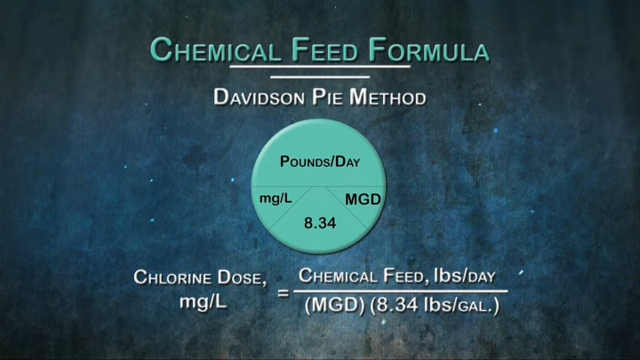 Chemical Feed Formula
Davidson Pie Method
Pounds/Day
mg/L
MGD
8.34
Chlorine Dose, mg/L = Chemical Feed, lbs/day
(MGD) (8.34 lbs/gal.)